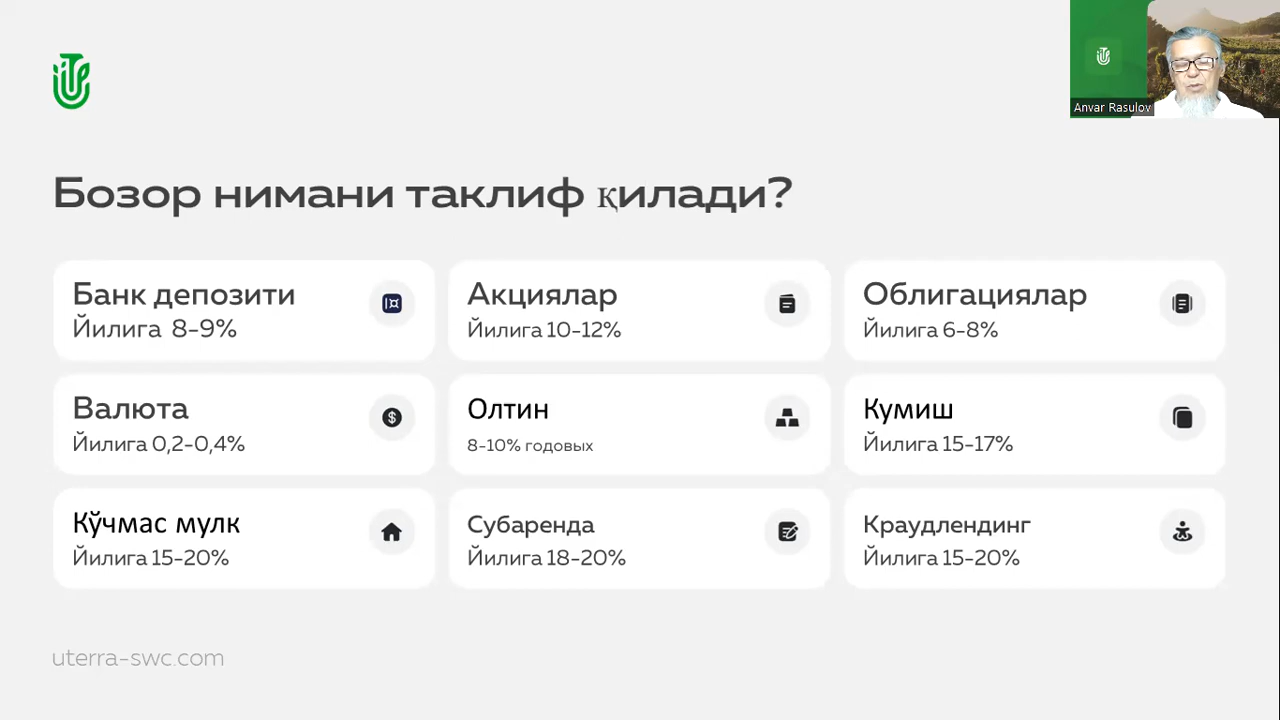 Anvar Rasulov
Бозор нимани таклиф қилади?
Банк депозити
Йилига 8-9%
Акциялар
Йилига 10-12%
Облигациялар
Йилига 6-8%
Валюта
Йилига 0,2-0,4%
Олтин
8-10% годовых
Кумиш
Йилига 15-17%
Кўчмас мулк
Йилига 15-20%
Субаренда
Йилига 18-20%
Краудлендинг
Йилига 15-20%
uterra-swc.com